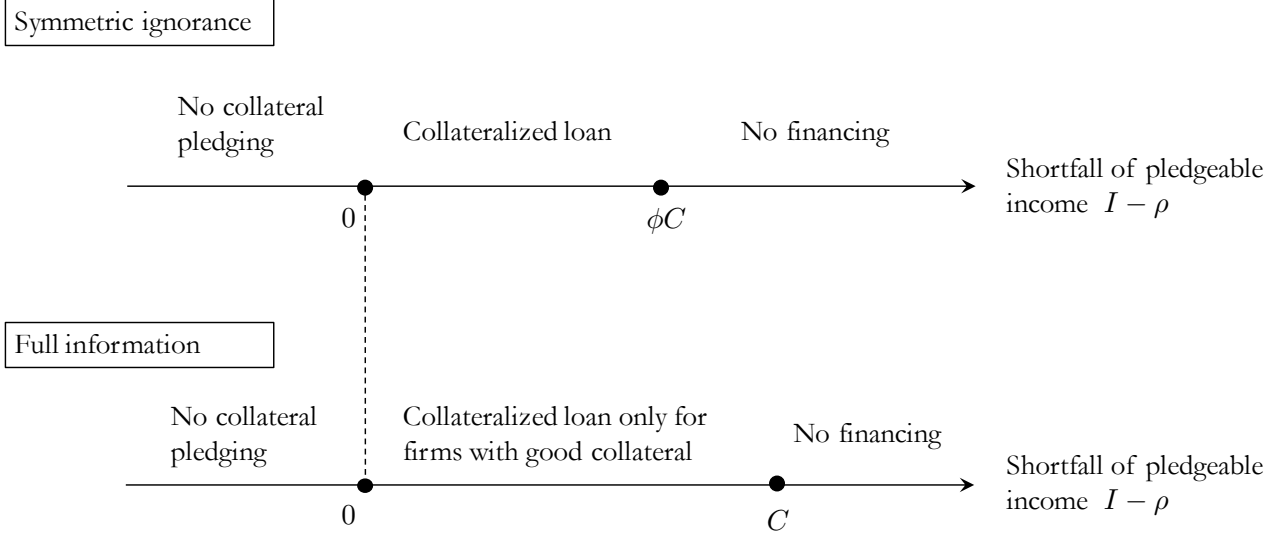 Symmetric ignorance
No collateral
pledging
Collateralized loan
No financing
Shortfall of pledgeable
income I − ρ
0
ϕC
Full information
No collateral
pledging
Collateralized loan only for
firms with good collateral
No financing
Shortfall of pledgeable
income I − ρ
0
C